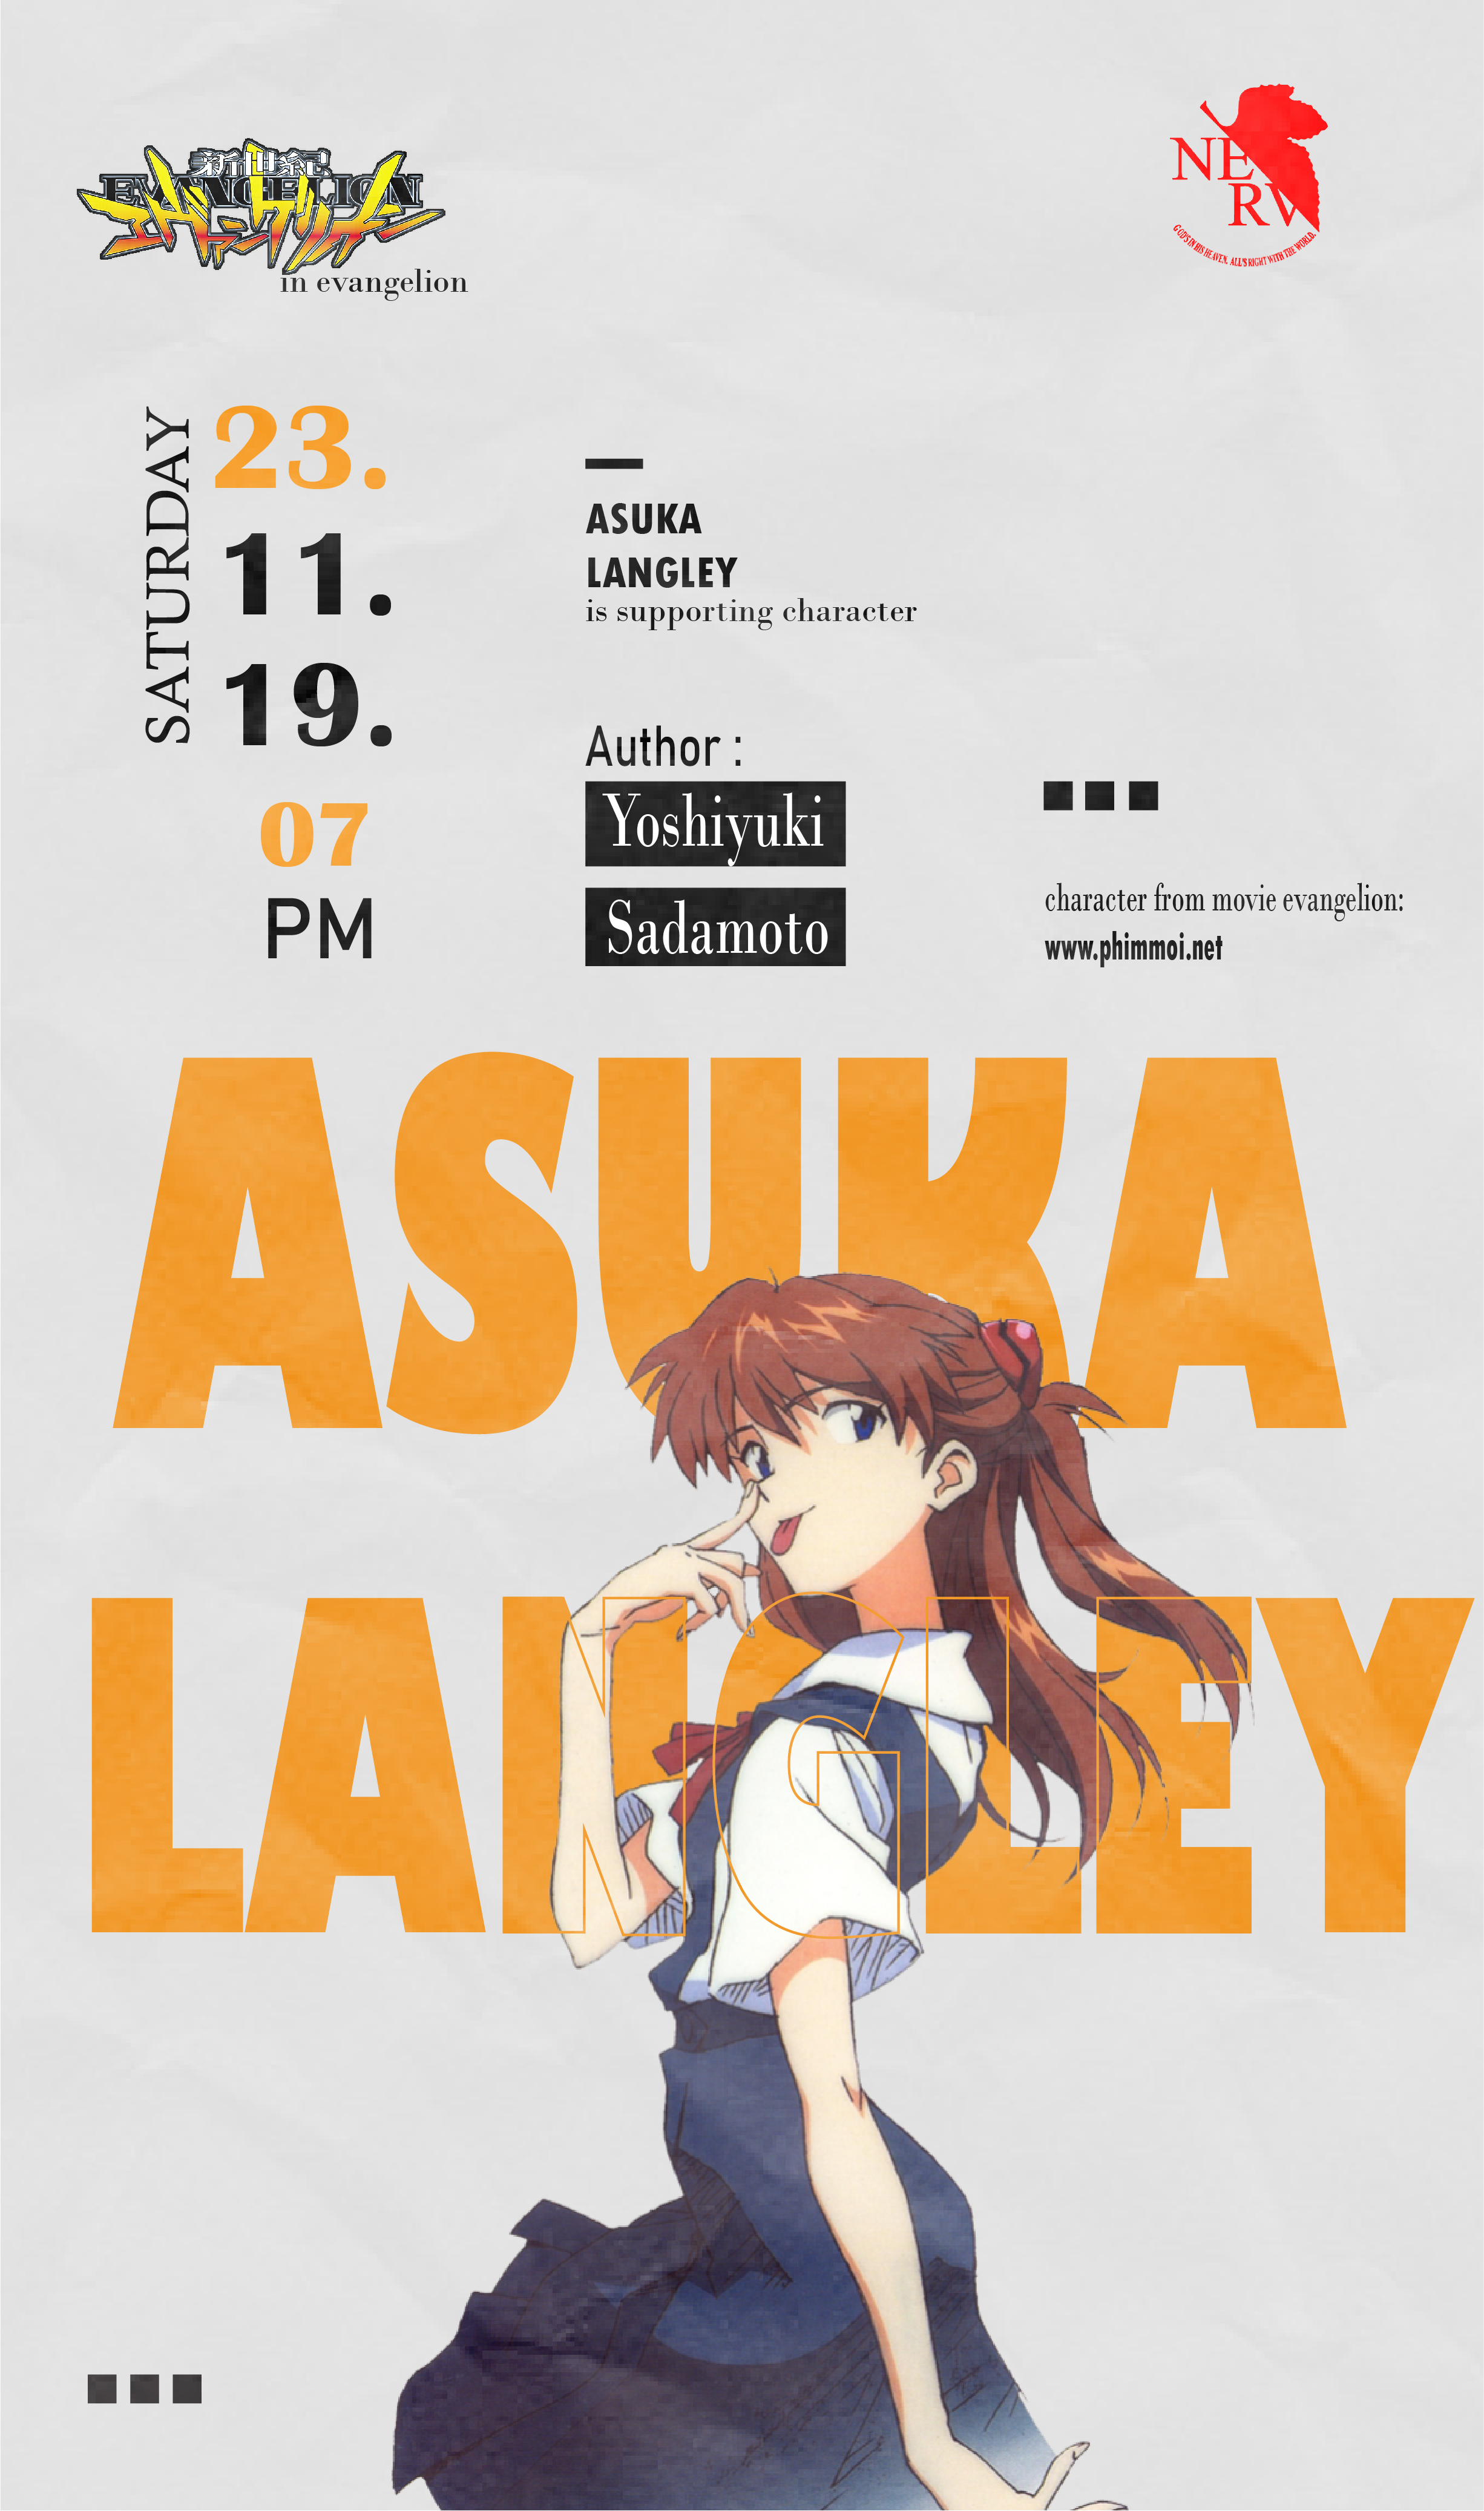 新世紀
EVANGELION
エヴァンゲリオン
in evangelion
NERV
GOD'S IN HIS HEAVEN. ALL'S RIGHT WITH THE WORLD.
SATURDAY
23.
11.
19.
07
PM
ASUKA
LANGLEY
is supporting character
Author :
Yoshiyuki
Sadamoto
character from movie evangelion:
www.phimmoi.net
ASUKA
LANGLEY